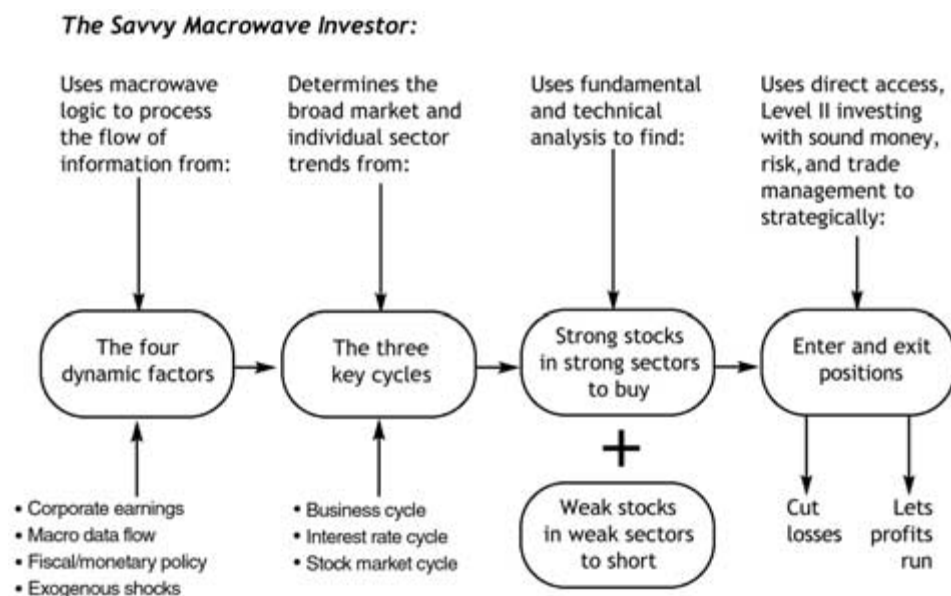 The Savvy Macrowave Investor:
Uses macrowave
logic to process
the flow of
information from:
Determines the
broad market and
individual sector
trends from:
Uses fundamental
and technical
analysis to find:
Uses direct access,
Level II investing
with sound money,
risk, and trade
management to
strategically:
The four
dynamic factors
The three
key cycles
Strong stocks
in strong sectors
to buy
Enter and exit
positions
+
• Corporate earnings
• Macro data flow
• Fiscal/monetary policy
• Exogenous shocks
• Business cycle
• Interest rate cycle
• Stock market cycle
Weak stocks
in weak sectors
to short
Cut
losses
Lets
profits
run